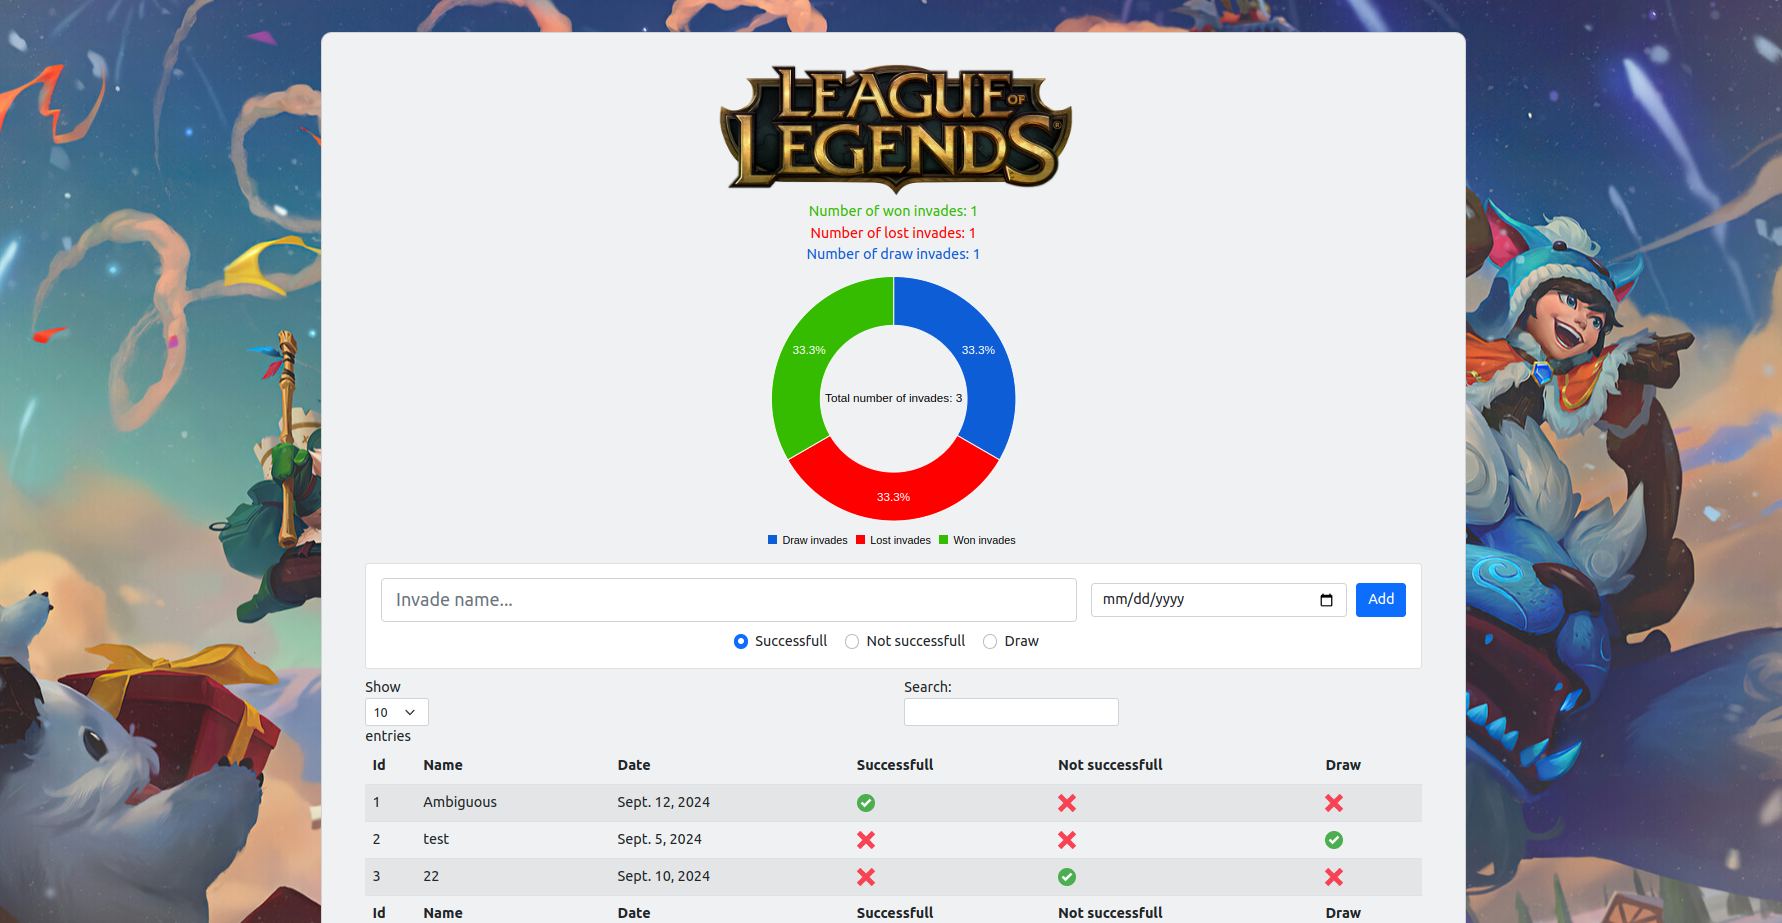 LEAGUE OF
LEGENDS®
Number of won invades: 1
Number of lost invades: 1
Number of draw invades: 1
33.3% 33.3%
Total number of invades: 3
33.3%
Draw invades Lost invades Won invades
Invade name... mm/dd/yyyy Add
Successfull Not successfull Draw
Show Search:
10
entries
Id Name Date Successfull Not successfull Draw
1 Ambiguous Sept. 12, 2024
2 test Sept. 5, 2024
3 22 Sept. 10, 2024
Id Name Date Successfull Not successfull Draw